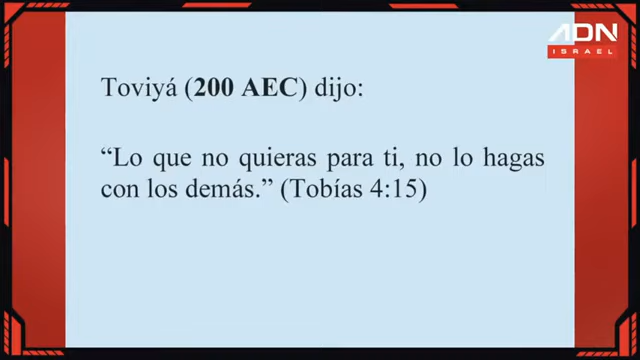 ADN
ISRAEL
Toviyá (200 AEC) dijo:
“Lo que no quieras para ti, no lo hagas
con los demás.” (Tobías 4:15)